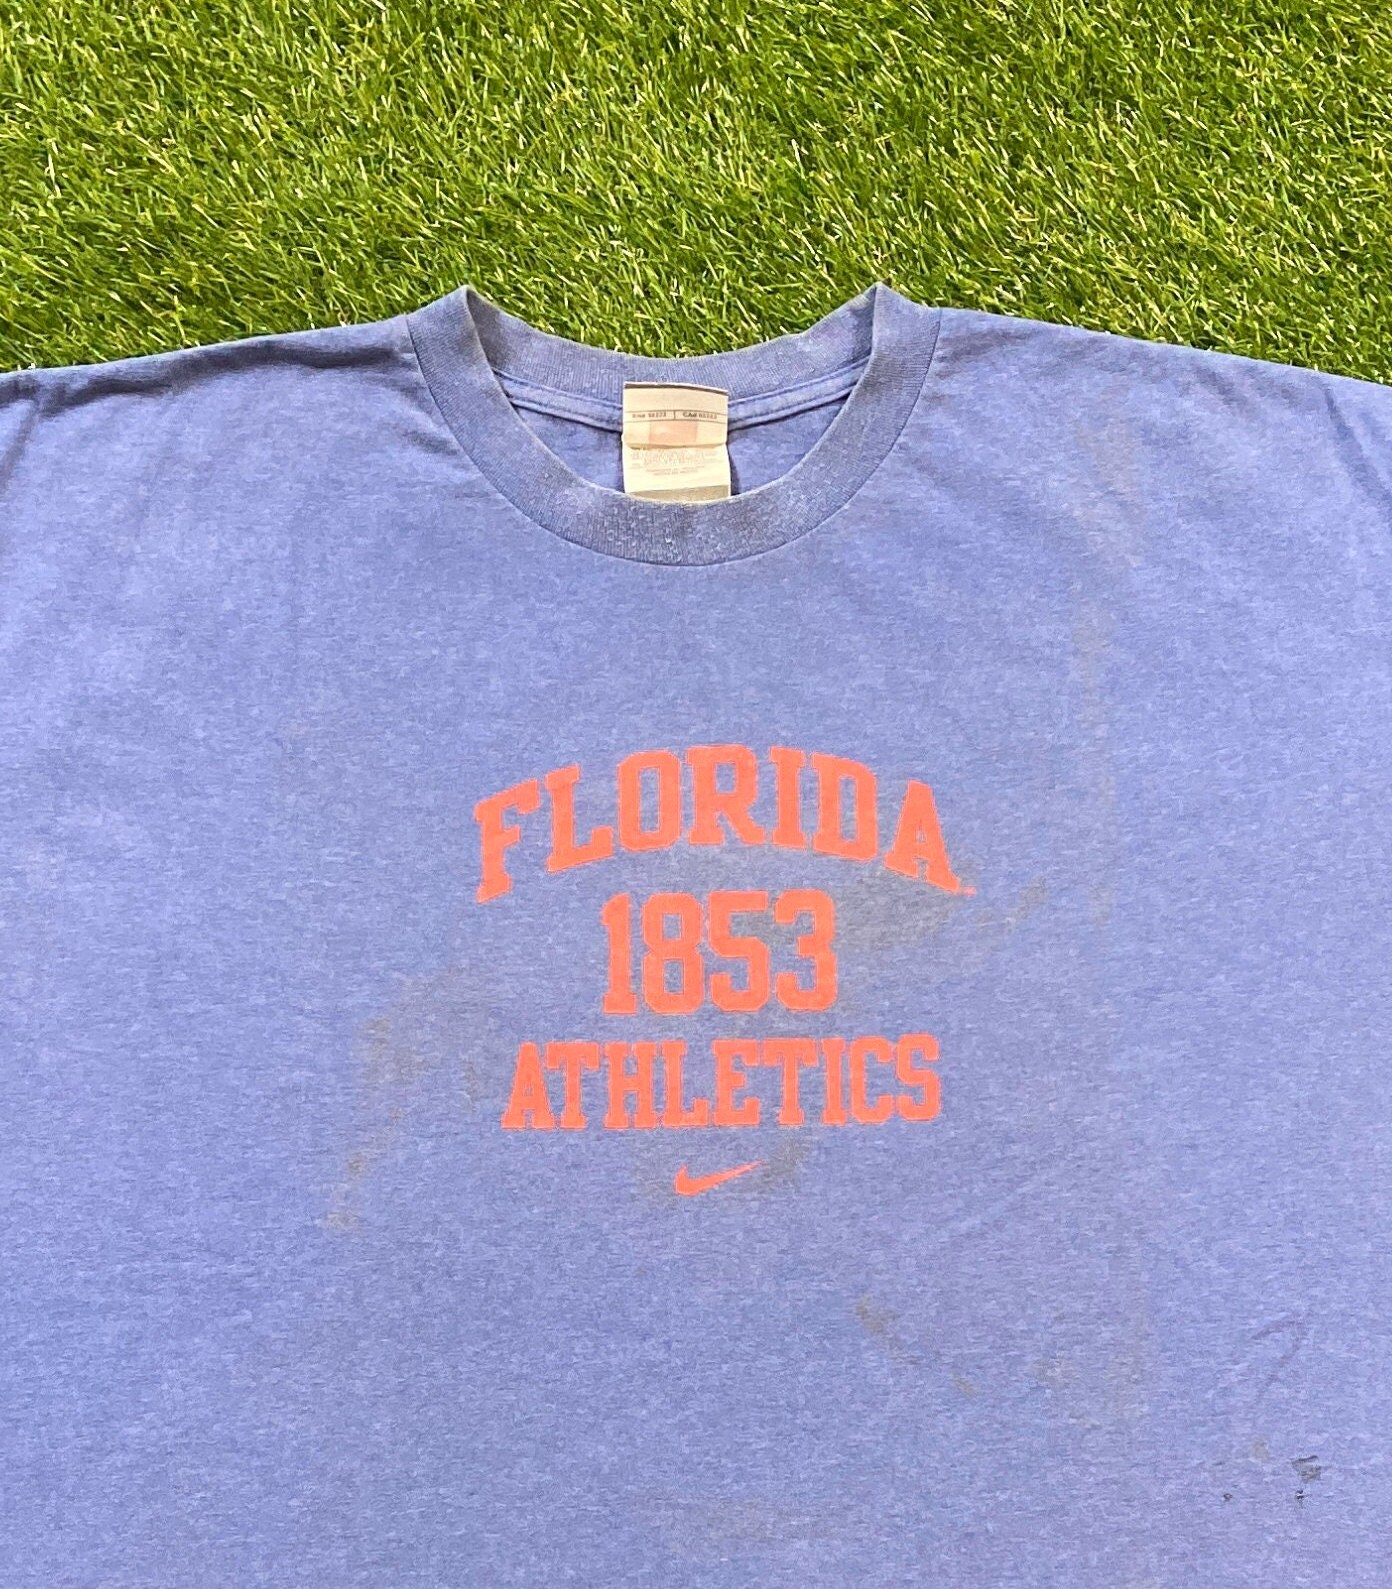 FLORIDA
1853
ATHLETICS